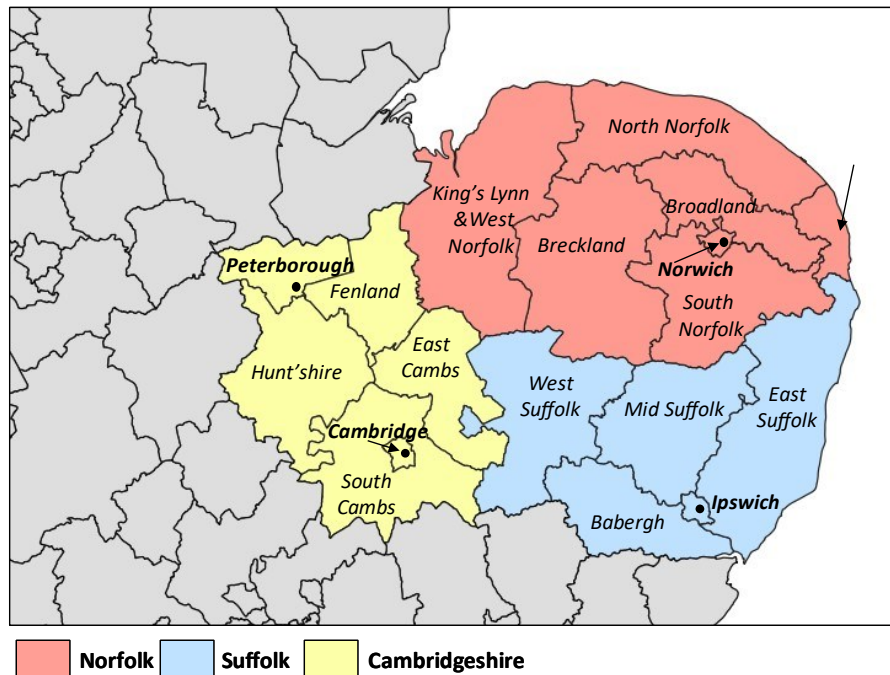 North Norfolk
King's Lynn
&West
Norfolk
Broadland
Breckland
Norwich
South
Norfolk
Peterborough
Fenland
East
Cambs
Hunt'shire
Cambridge
South
Cambs
West
Suffolk
Mid Suffolk
East
Suffolk
Babergh
Ipswich
Norfolk
Suffolk
Cambridgeshire